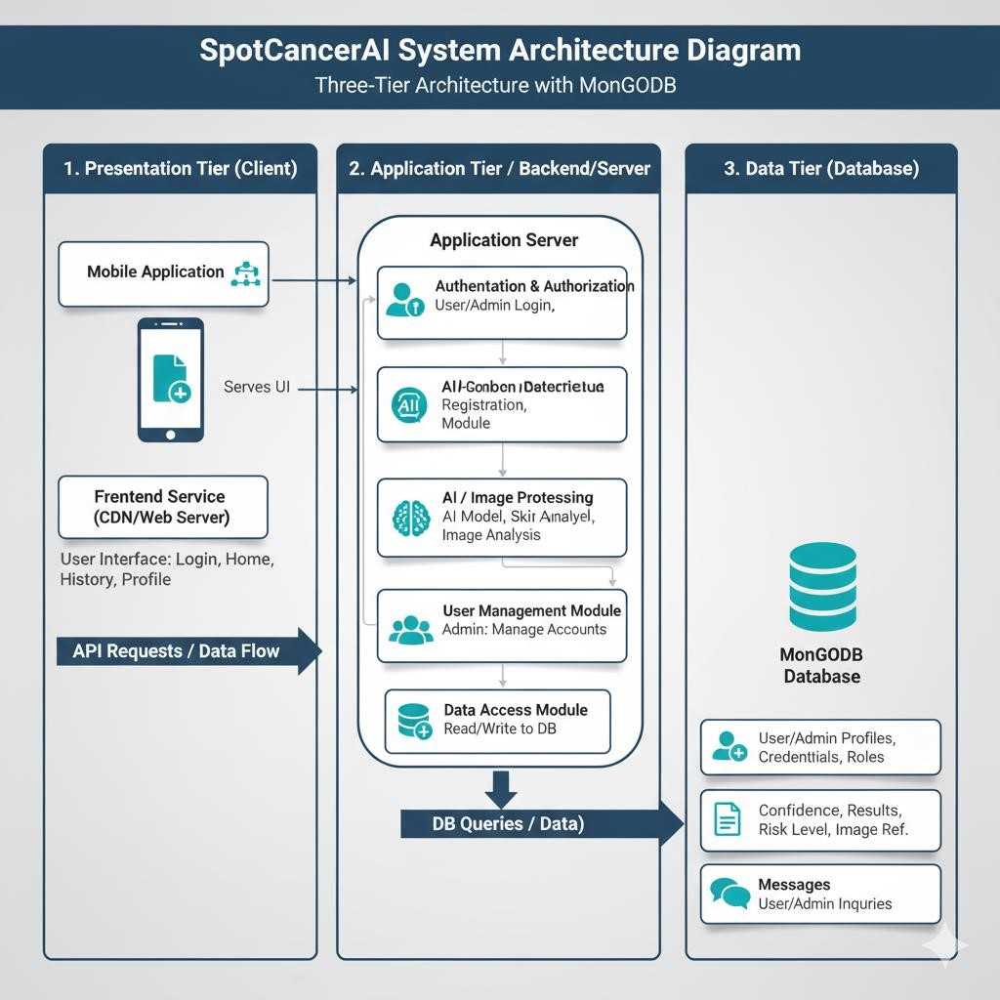 SpotCancerAI System Architecture Diagram
Three-Tier Architecture with MonGODB
1. Presentation Tier (Client)
Mobile Application
Serves UI
Frontend Service
(CDN/Web Server)
User Interface: Login, Home,
History, Profile
API Requests / Data Flow
2. Application Tier / Backend/Server
Application Server
Authentation & Authorization
User/Admin Login,
Registration,
Module
AI / Image Protessing
AI Model, Skir Analyel,
Image Analysis
User Management Module
Admin: Manage Accounts
Data Access Module
Read/Write to DB
DB Queries / Data)
3. Data Tier (Database)
MonGODB
Database
User/Admin Profiles,
Credenttials, Roles
Confidence, Results,
Risk Level, Image Ref.
Messages
User/Admin Inquries